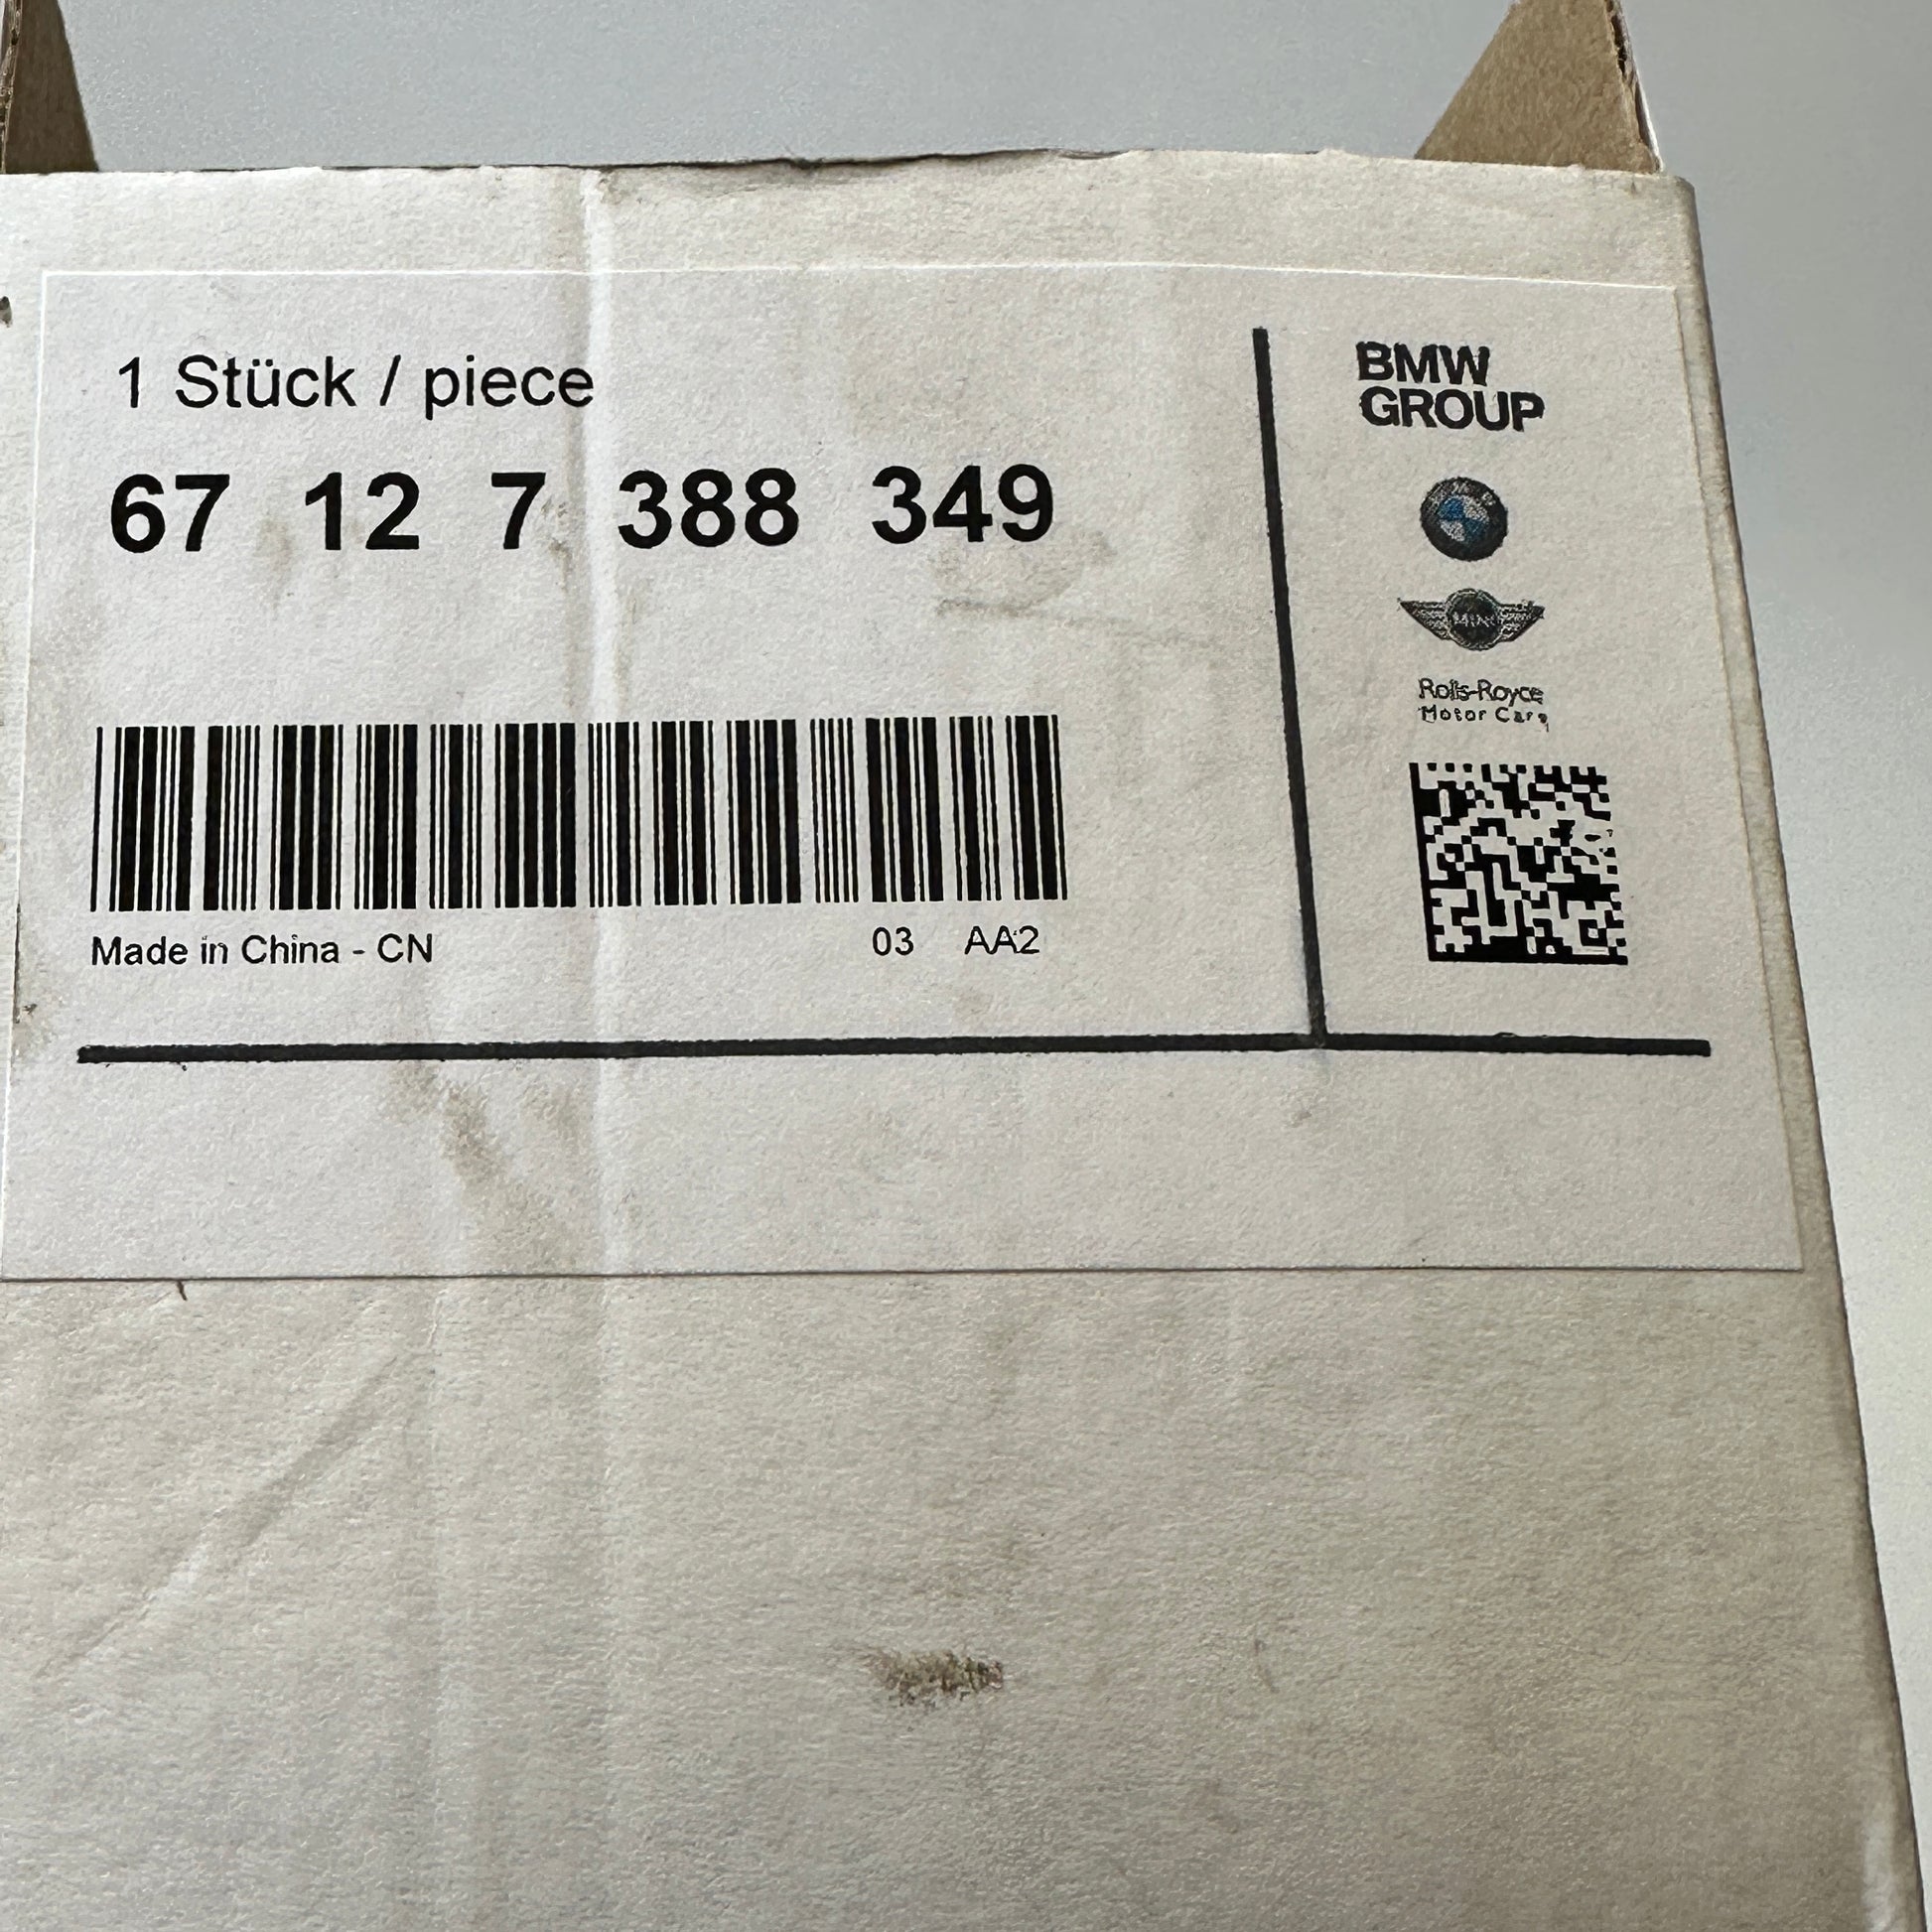 1 Stück / piece
67 12 7 388 349
Made in China - CN
03 AA2
BMW
GROUP
MINI
Rolls-Royce
Motor Cars